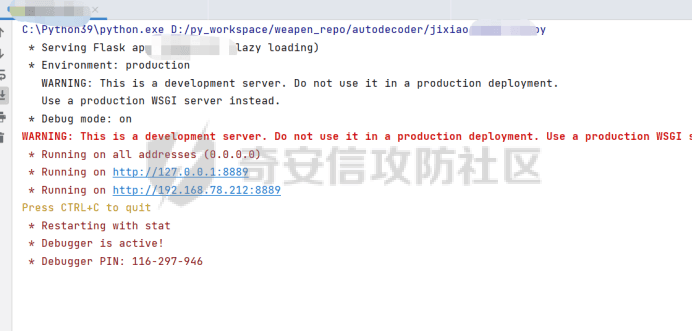 C:\Python39\python.exe D:/py_workspace/weapen_repo/autodecoder/jixiao
* Serving Flask ap lazy loading)
* Environment: production
WARNING: This is a development server. Do not use it in a production deployment.
Use a production WSGI server instead.
* Debug mode: on
WARNING: This is a development server. Do not use it in a production deployment. Use a production WSGI s
* Running on all addresses (0.0.0.0)
* Running on http://127.0.0.1:8889
* Running on http://192.168.78.212:8889
Press CTRL+C to quit
* Restarting with stat
* Debugger is active!
* Debugger PIN: 116-297-946
奇安信攻防社区